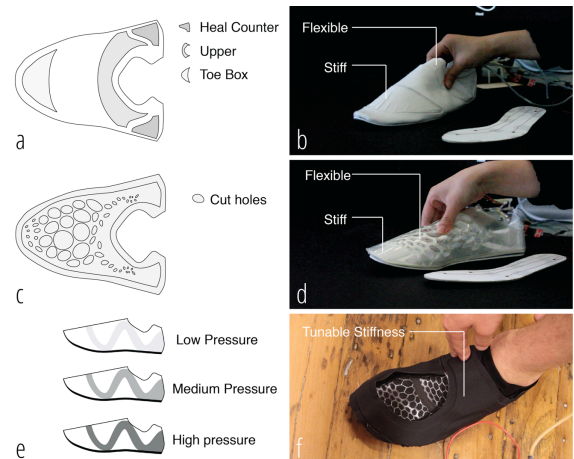 Heal Counter
Upper
Toe Box
a
Flexible
Stiff
b
Cut holes
c
Flexible
Stiff
d
Low Pressure
Medium Pressure
High pressure
e
Tunable Stiffness
f